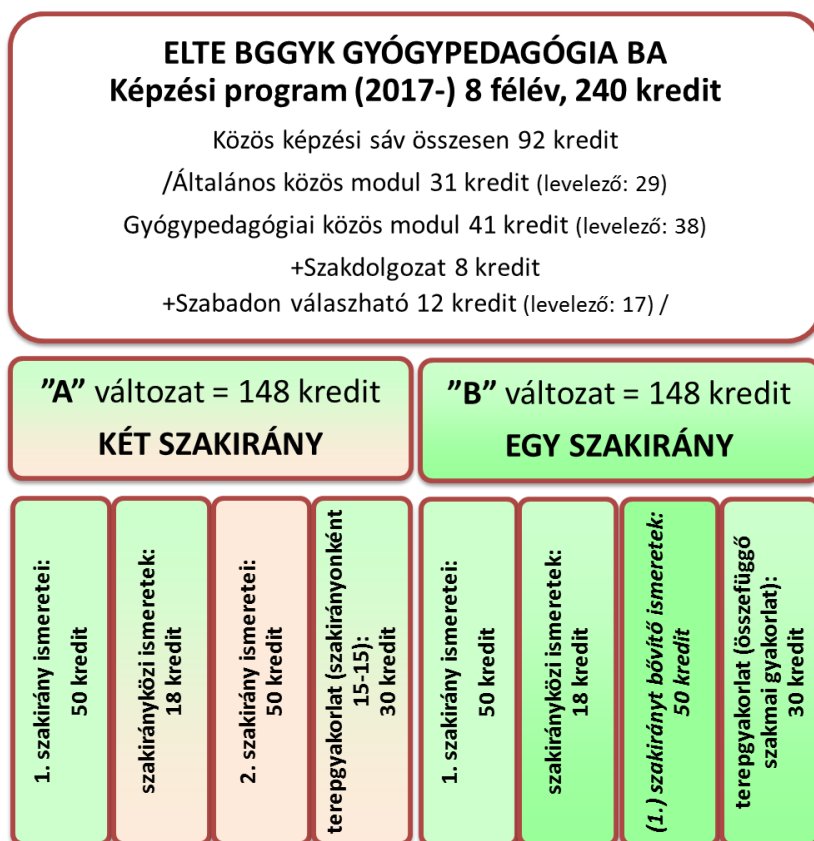 ELTE BGGYK GYÓGYPEDAGÓGIA BA
Képzési program (2017-) 8 félév, 240 kredit
Közös képzési sáv összesen 92 kredit
/Általános közös modul 31 kredit (levelező: 29)
Gyógypedagógiai közös modul 41 kredit (levelező: 38)
+Szakdolgozat 8 kredit
+Szabadon válaszható 12 kredit (levelező: 17) /
”A” változat = 148 kredit
KÉT SZAKIRÁNY
”B” változat = 148 kredit
EGY SZAKIRÁNY
1. szakirány ismeretei:
50 kredit
szakirányközi ismeretek:
18 kredit
2. szakirány ismeretei:
50 kredit
terepgyakorlat (szakirányonként
15-15):
30 kredit
1. szakirány ismeretei:
50 kredit
szakirányközi ismeretek:
18 kredit
(1.) szakirányt bővítő ismeretek:
50 kredit
terepgyakorlat (összefüggő
szakmai gyakorlat):
30 kredit